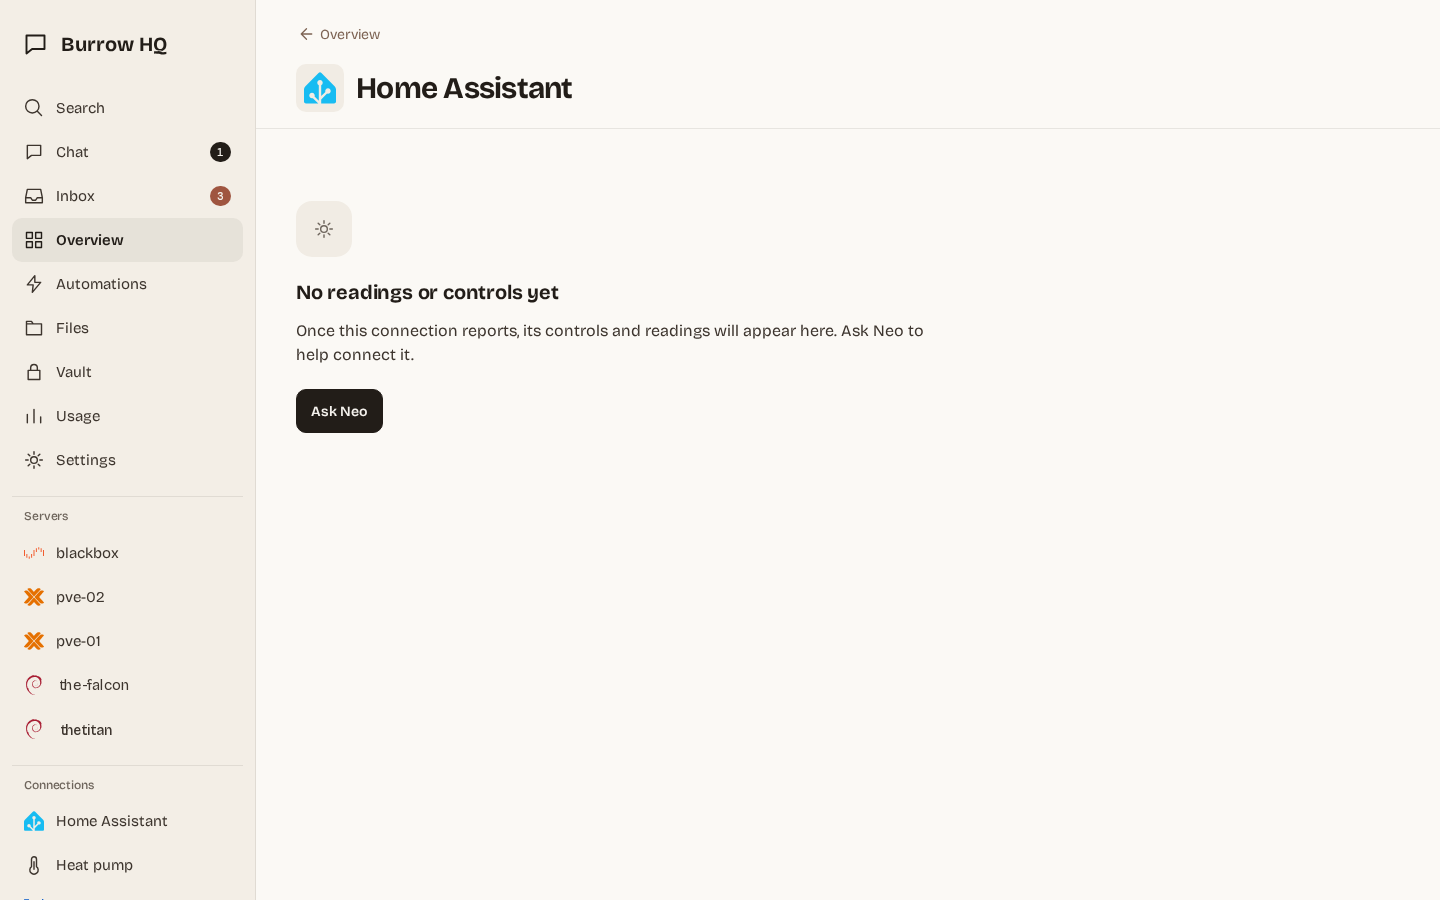 Burrow HQ
Search
Chat 1
Inbox 3
Overview
Automations
Files
Vault
Usage
Settings
Servers
blackbox
pve-02
pve-01
the-falcon
thetitan
Connections
Home Assistant
Heat pump
Overview
Home Assistant
No readings or controls yet
Once this connection reports, its controls and readings will appear here. Ask Neo to
help connect it.
Ask Neo